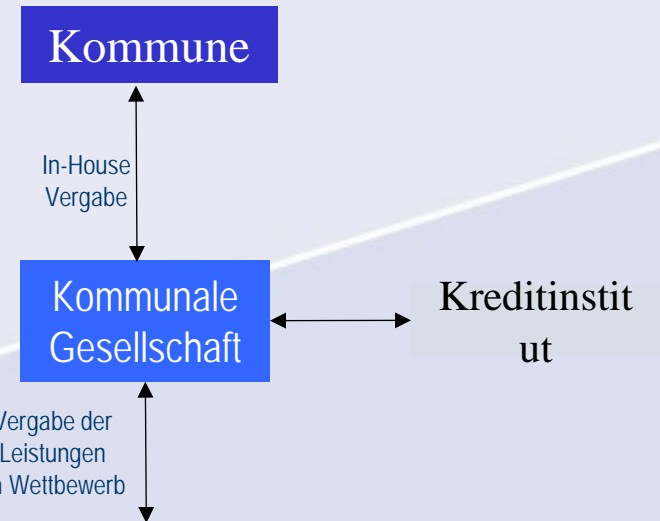 Kommune
In-House
Vergabe
Kommunale
Gesellschaft
Kreditinstit
ut
Vergabe der
Leistungen
Wettbewerb